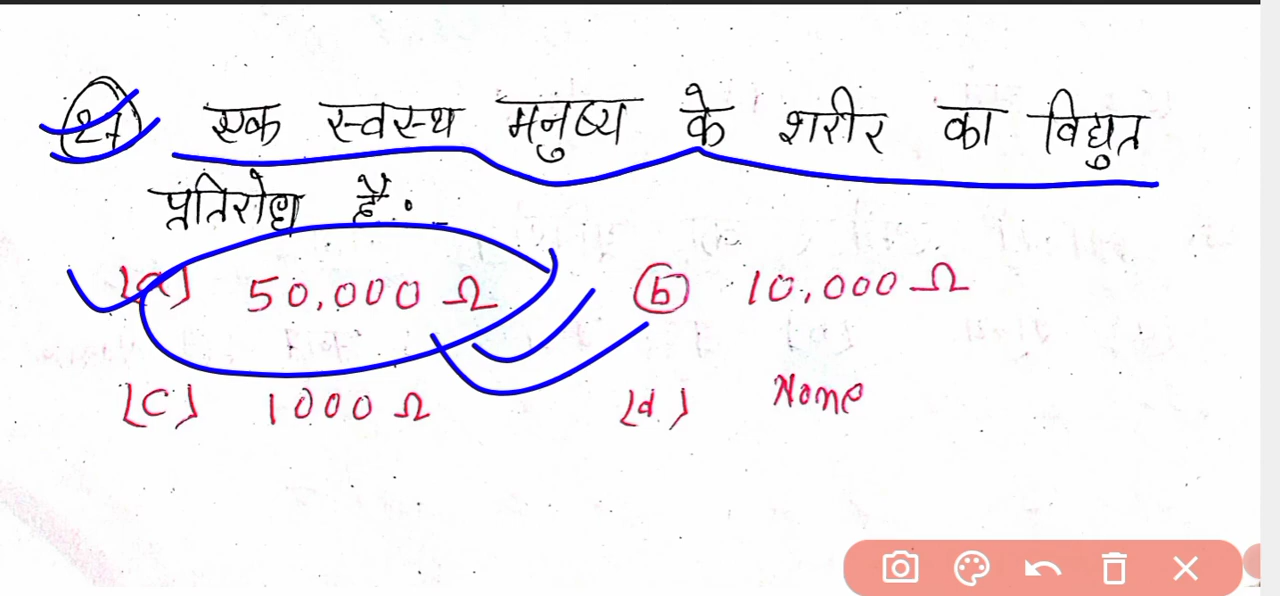 27 एक स्वस्थ मनुष्य के शरीर का विद्युत
प्रतिरोध है.
(a) 50,000 Ω (b) 10,000 Ω
(c) 1000 Ω (d) None